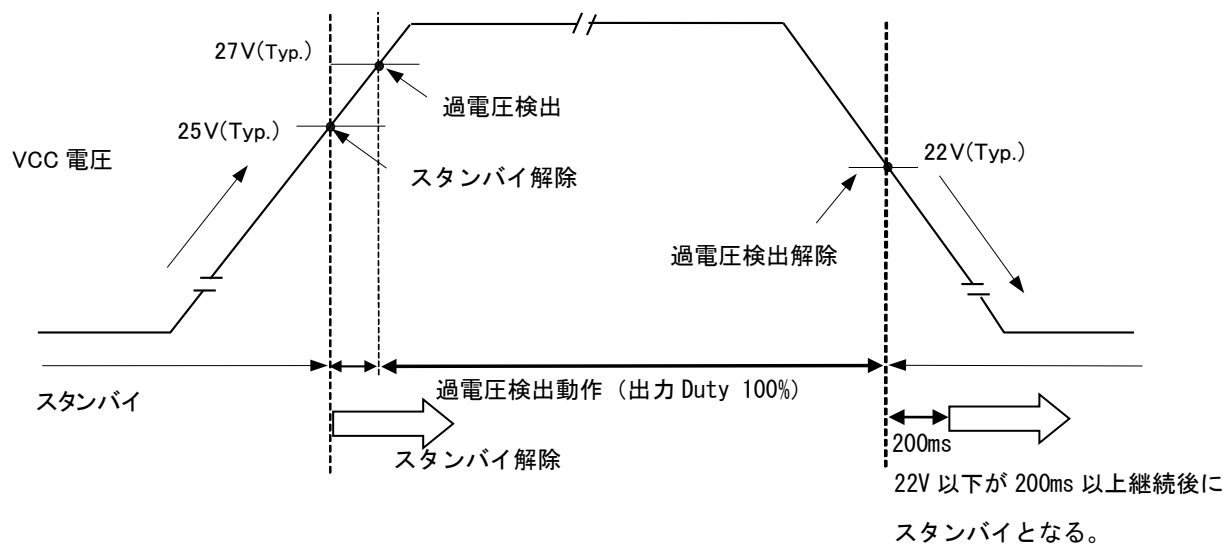 27V(Typ.)
過電圧検出
25V(Typ.)
VCC 電圧
スタンバイ解除
22V(Typ.)
過電圧検出解除
スタンバイ
過電圧検出動作（出力 Duty 100%）
スタンバイ解除
200ms
22V 以下が 200ms 以上継続後に
スタンバイとなる。